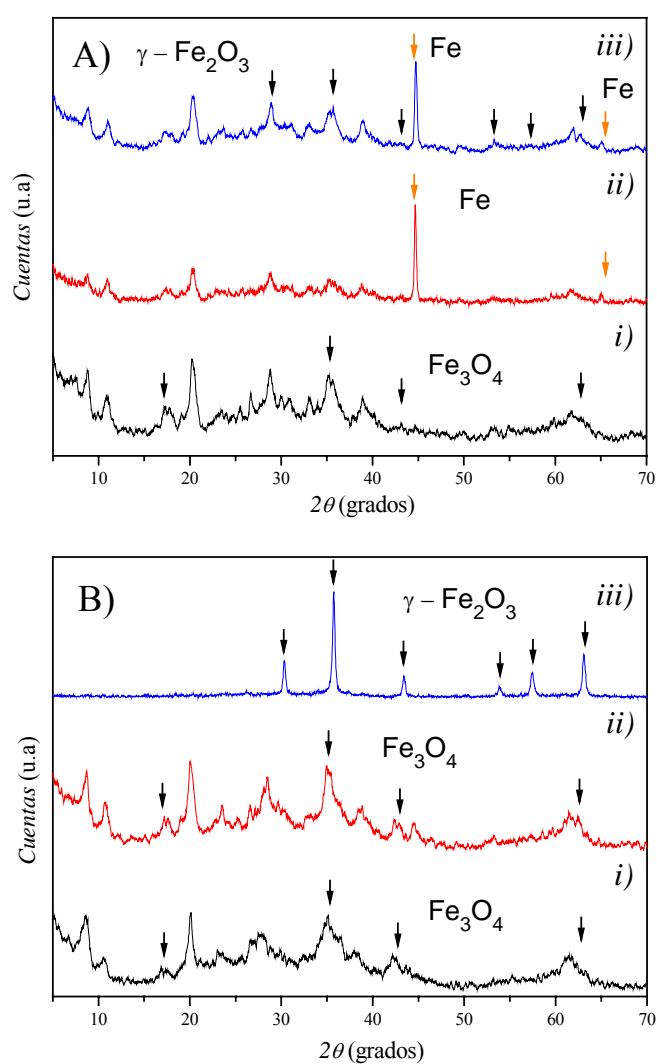 A)
γ – Fe₂O₃
Fe
iii)
Fe
ii)
Fe
i)
Fe₃O₄
Cuentas (u.a)
10 20 30 40 50 60 70
2θ (grados)
B)
iii)
γ – Fe₂O₃
ii)
Fe₃O₄
i)
Fe₃O₄
Cuentas (u.a)
10 20 30 40 50 60 70
2θ (grados)